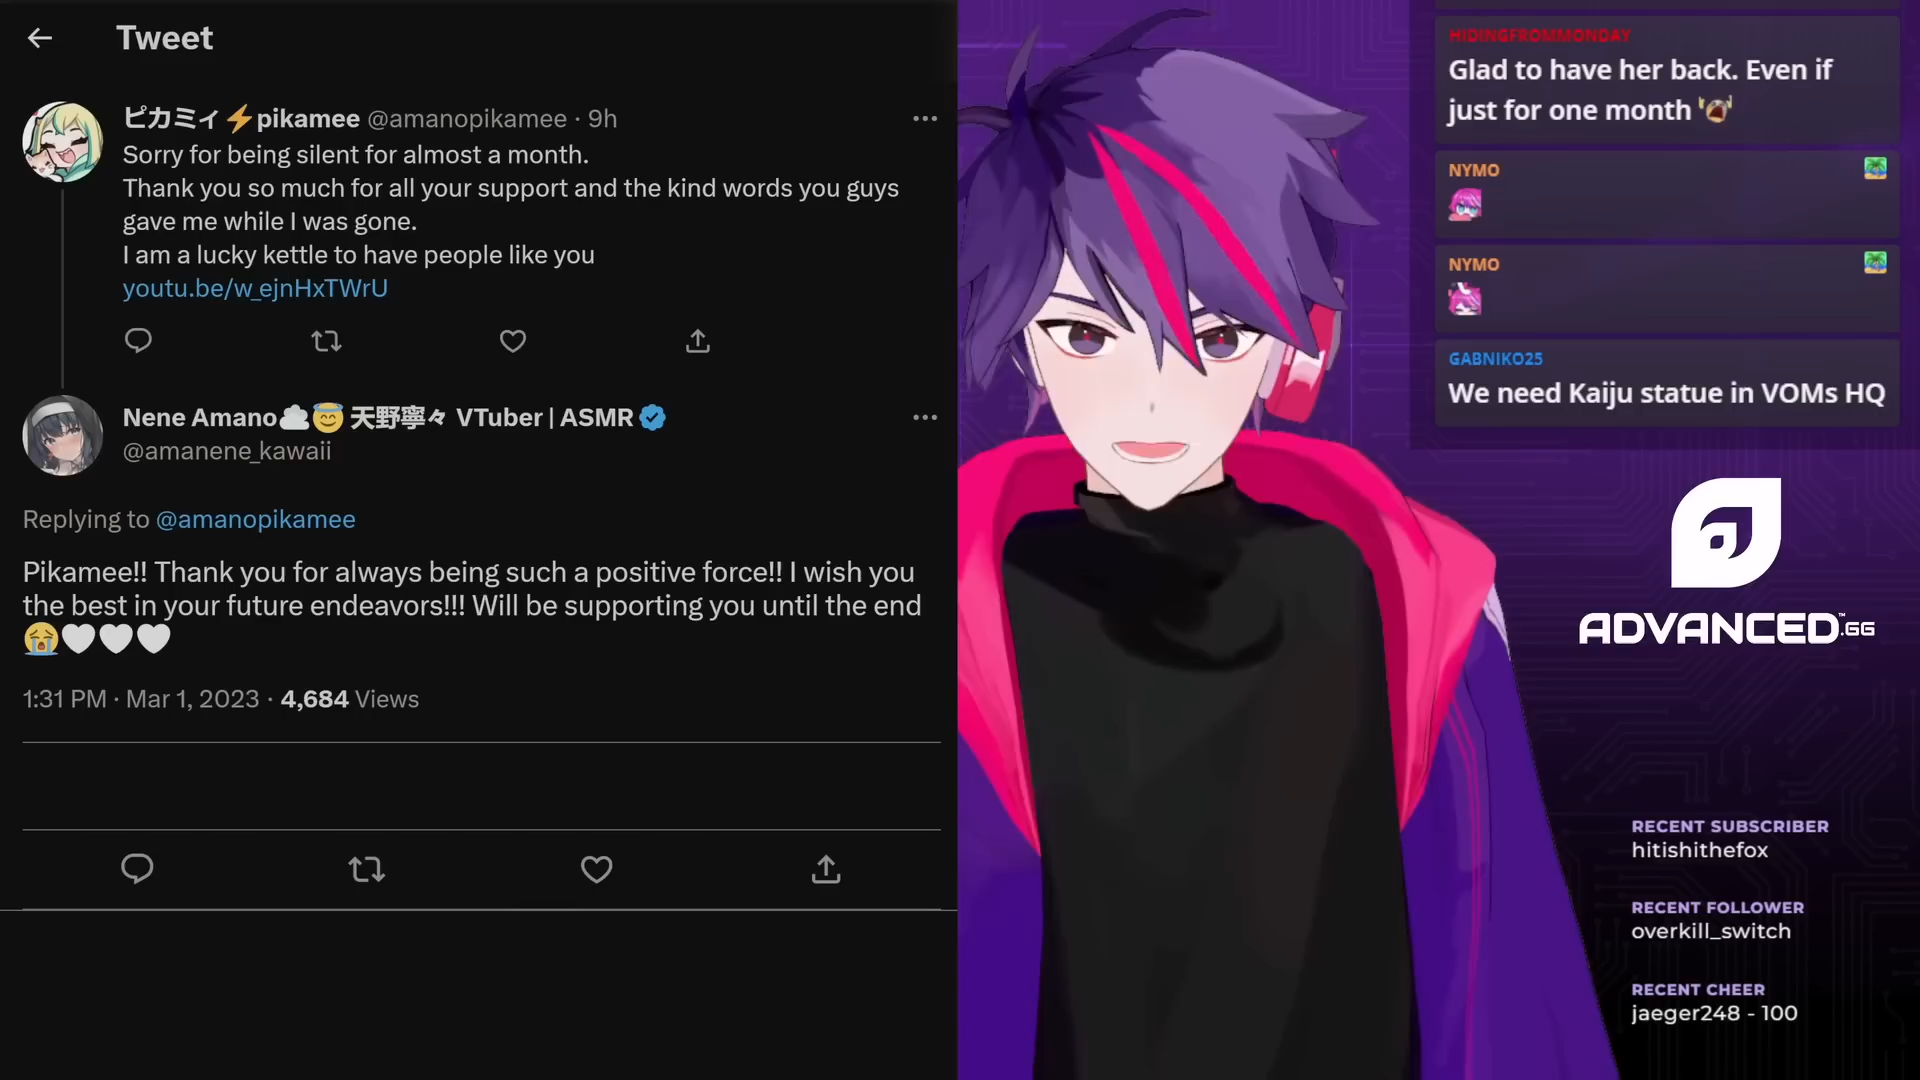 Tweet
ピカミィ⚡pikamee @amanopikamee · 9h
Sorry for being silent for almost a month.
Thank you so much for all your support and the kind words you guys
gave me while I was gone.
I am a lucky kettle to have people like you
youtu.be/w_ejnHxTWrU
Nene Amano☁️😇 天野寧々 VTuber | ASMR
@amanene_kawaii
Replying to @amanopikamee
Pikamee!! Thank you for always being such a positive force!! I wish you
the best in your future endeavors!!! Will be supporting you until the end
😭🤍🤍🤍
1:31 PM · Mar 1, 2023 · 4,684 Views
HIDINGFROMMONDAY
Glad to have her back. Even if
just for one month
NYMO
NYMO
GABNIKO25
We need Kaiju statue in VOMs HQ
ADVANCED™.GG
RECENT SUBSCRIBER
hitishithefox
RECENT FOLLOWER
overkill_switch
RECENT CHEER
jaeger248 - 100